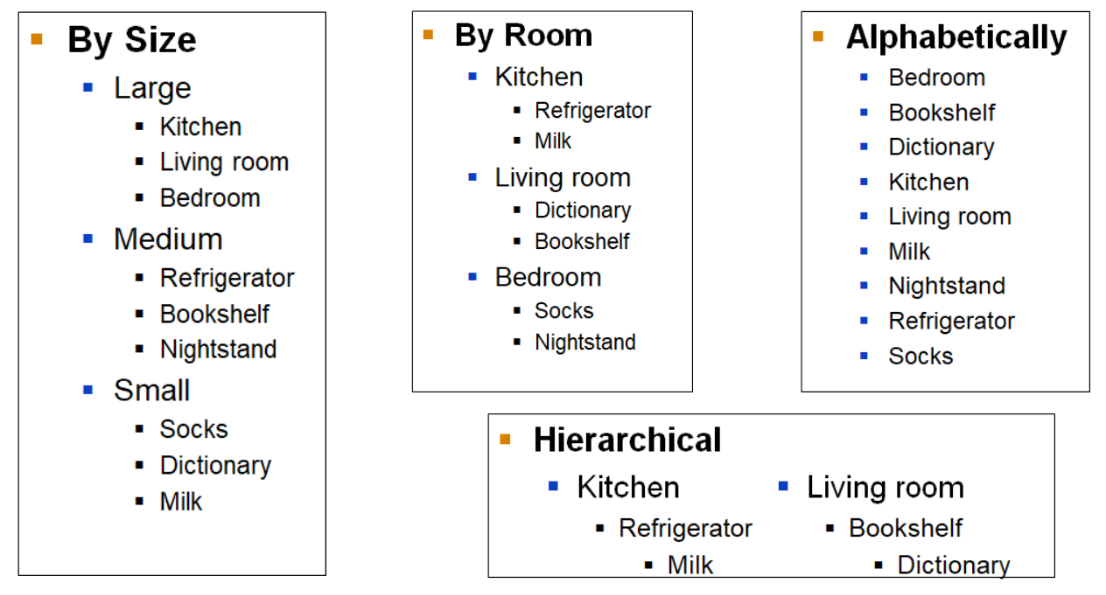 By Size
Large
Kitchen
Living room
Bedroom
Medium
Refrigerator
Bookshelf
Nightstand
Small
Socks
Dictionary
Milk
By Room
Kitchen
Refrigerator
Milk
Living room
Dictionary
Bookshelf
Bedroom
Socks
Nightstand
Alphabetically
Bedroom
Bookshelf
Dictionary
Kitchen
Living room
Milk
Nightstand
Refrigerator
Socks
Hierarchical
Kitchen
Refrigerator
Milk
Living room
Bookshelf
Dictionary